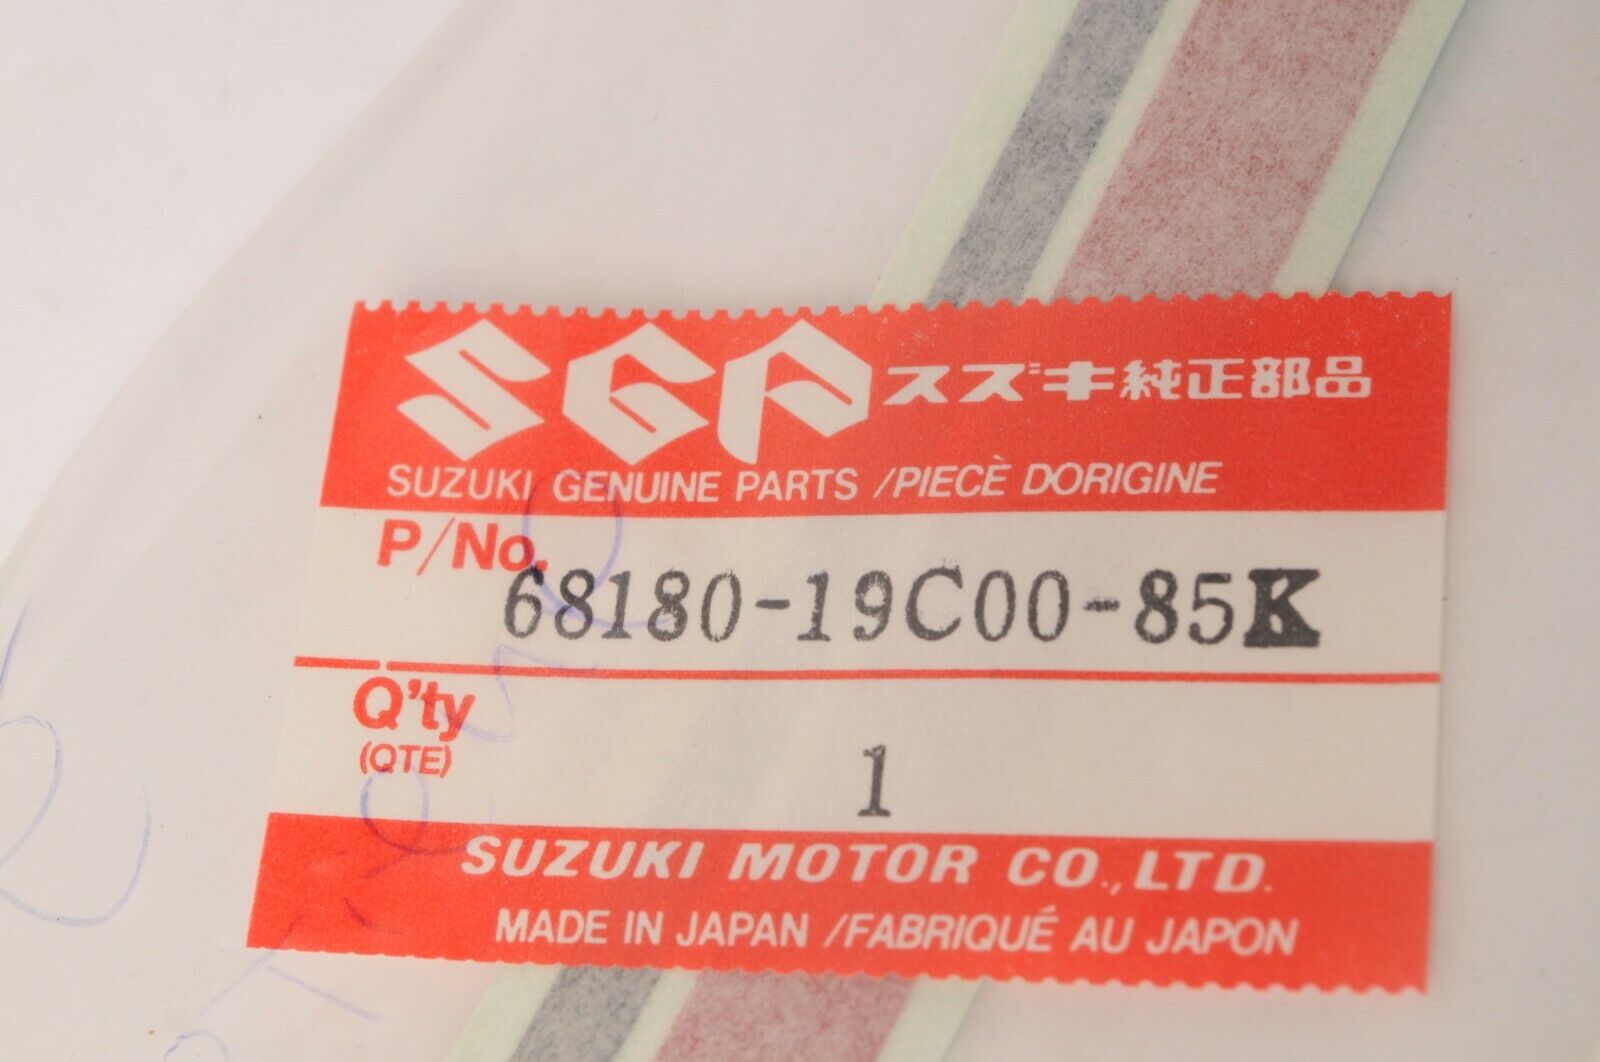 SGP スズキ純正部品
SUZUKI GENUINE PARTS /PIECÈ DORIGINE
P/No.
68180-19C00-85K
Q'ty
(QTE)
1
SUZUKI MOTOR CO., LTD.
MADE IN JAPAN /FABRIQUÉ AU JAPON